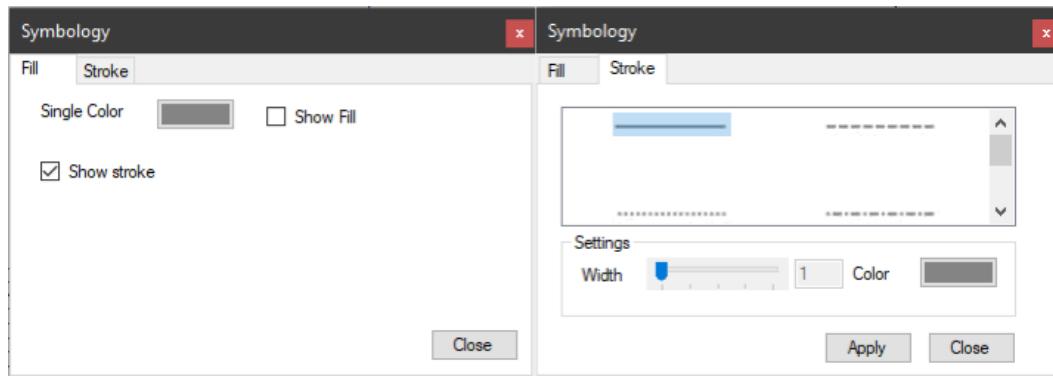 Symbology
x
Fill
Stroke
Single Color
Show Fill
Show stroke
Close
Symbology
x
Fill
Stroke
Settings
Width
1
Color
Apply
Close